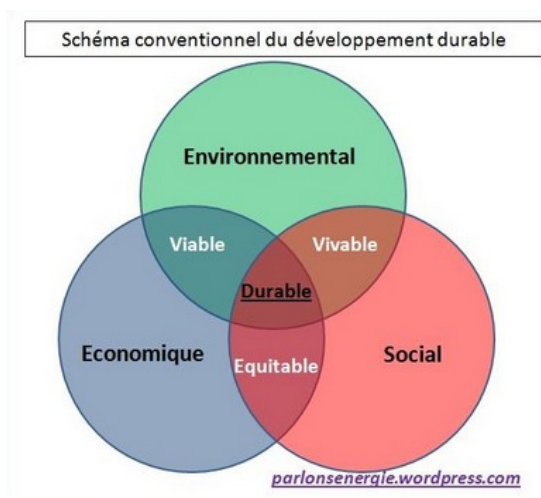 Schéma conventionnel du développement durable
Environnemental
Viable
Vivable
Durable
Economique
Equitable
Social
parlonsenergie.wordpress.com